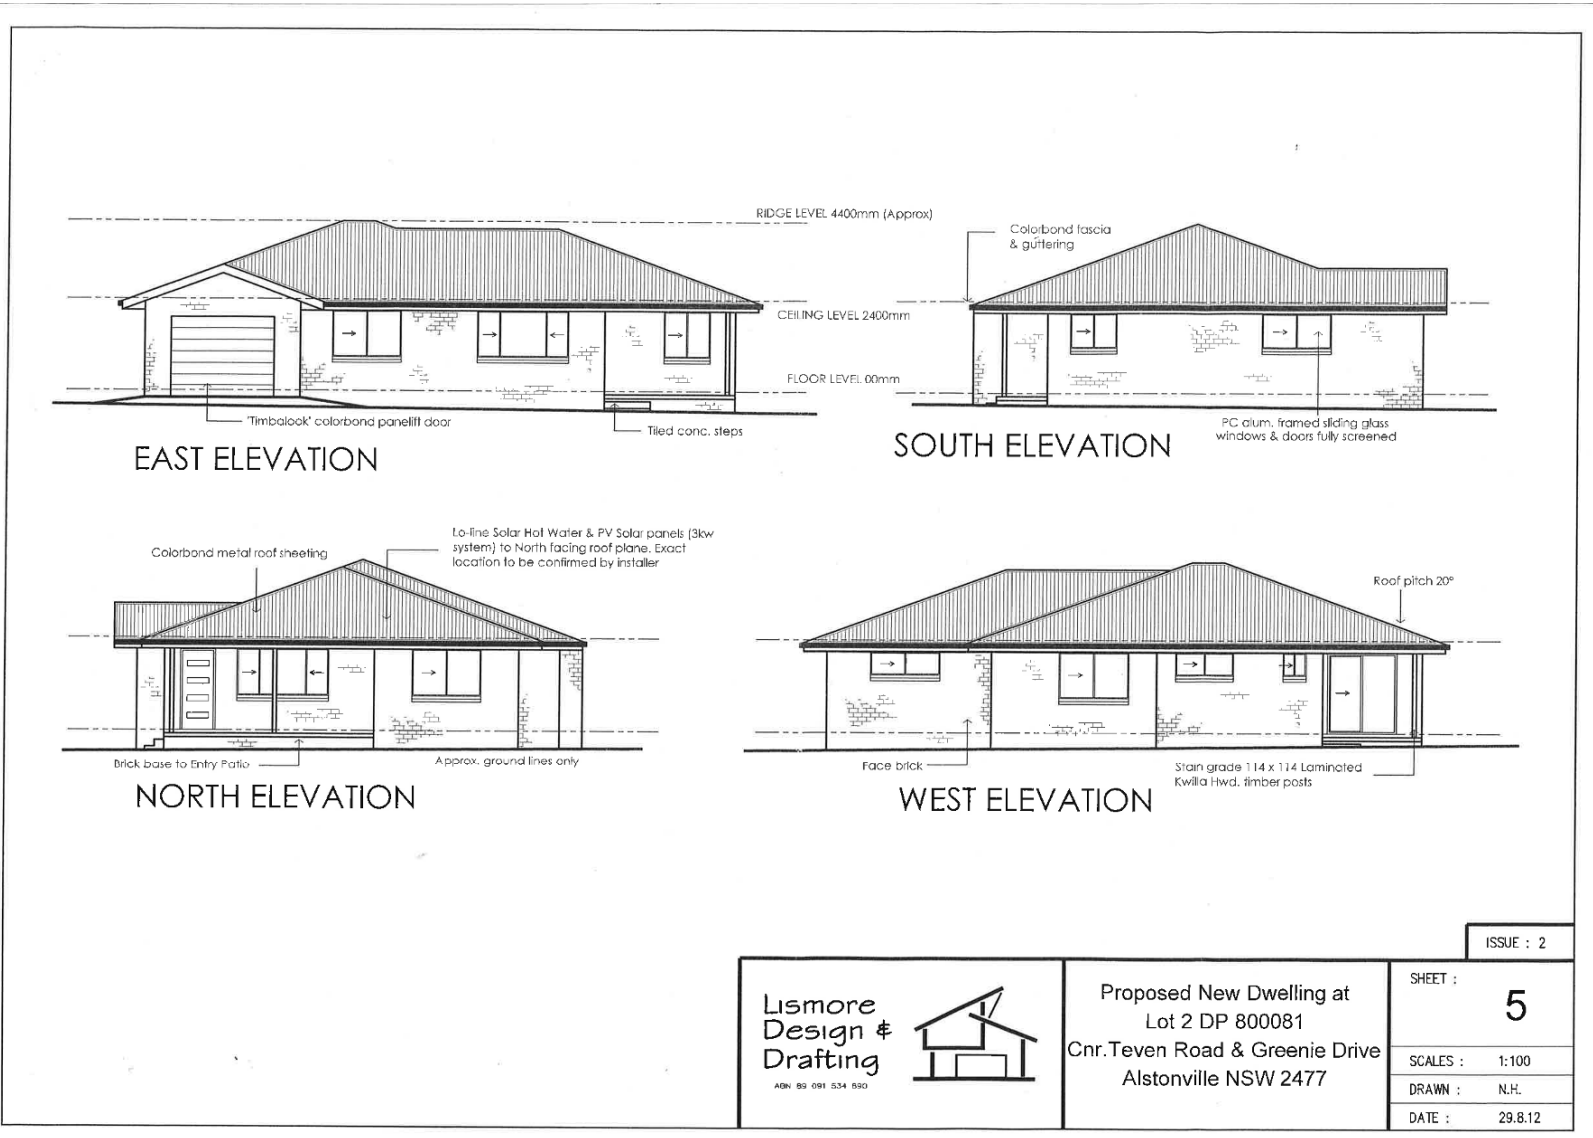 RIDGE LEVEL 4400mm (Approx)
CEILING LEVEL 2400mm
FLOOR LEVEL 00mm
'Timbalook' colorbond panelift door
Tiled conc. steps
EAST ELEVATION
Colorbond fascia
& guttering
PC alum. framed sliding glass
windows & doors fully screened
SOUTH ELEVATION
Colorbond metal roof sheeting
Lo-line Solar Hot Water & PV Solar panels (3kw
system) to North facing roof plane. Exact
location to be confirmed by installer
Brick base to Entry Patio
Approx. ground lines only
NORTH ELEVATION
Roof pitch 20°
Face brick
Stain grade 114 x 114 Laminated
Kwilla Hwd. timber posts
WEST ELEVATION
Lismore
Design &
Drafting
ABN 89 091 534 890
Proposed New Dwelling at
Lot 2 DP 800081
Cnr.Teven Road & Greenie Drive
Alstonville NSW 2477
ISSUE : 2
SHEET :
5
SCALES : 1:100
DRAWN : N.H.
DATE : 29.8.12